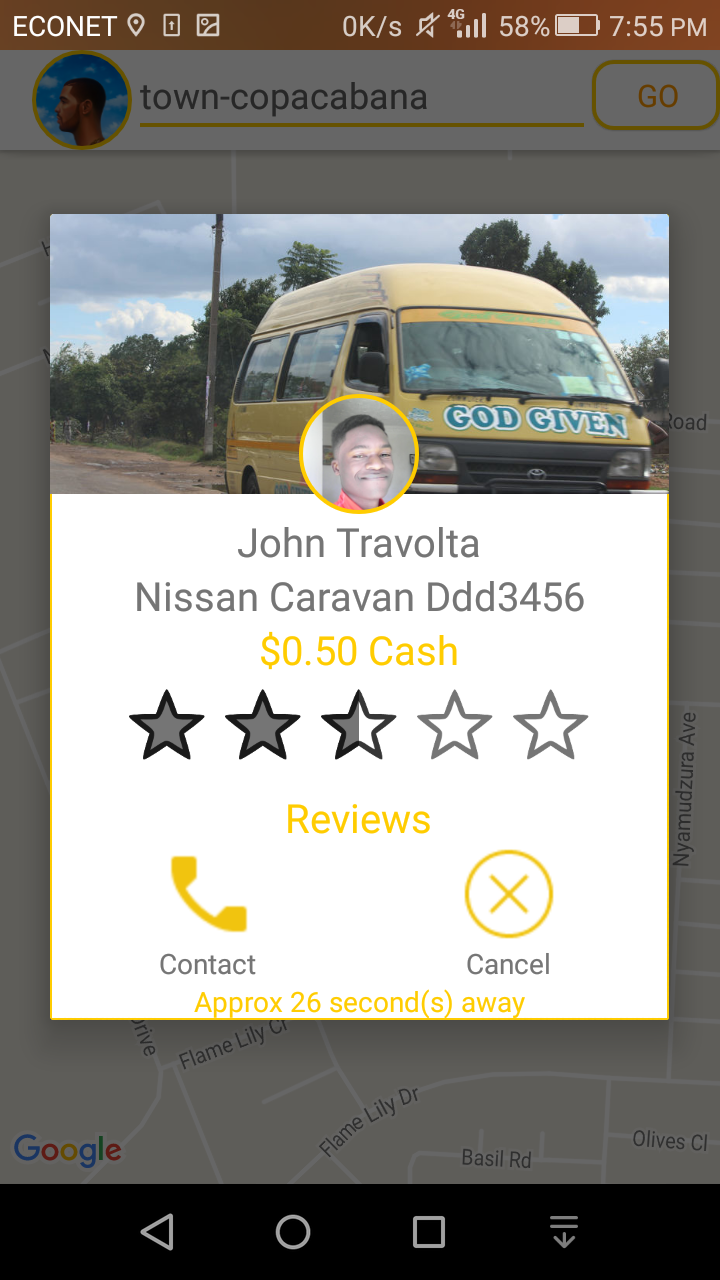 ECONET
0K/s 4G 58% 7:55 PM
town-copacabana
GO
GOD GIVEN
Road
John Travolta
Nissan Caravan Ddd3456
$0.50 Cash
Reviews
Nyamudzura Ave
Contact
Cancel
Approx 26 second(s) away
Drive
Flame Lily Cr
Flame Lily Dr
Olives Cl
Basil Rd
Google